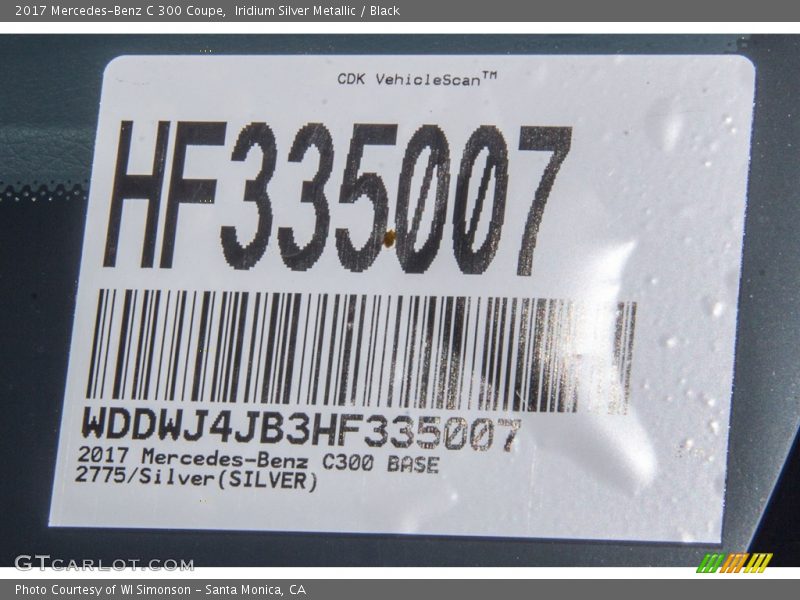 2017 Mercedes-Benz C 300 Coupe, Iridium Silver Metallic / Black
CDK VehicleScan™
HF335007
WDDWJ4JB3HF335007
2017 Mercedes-Benz C300 BASE
2775/Silver(SILVER)
GTCARLOT.COM
Photo Courtesy of WI Simonson - Santa Monica, CA